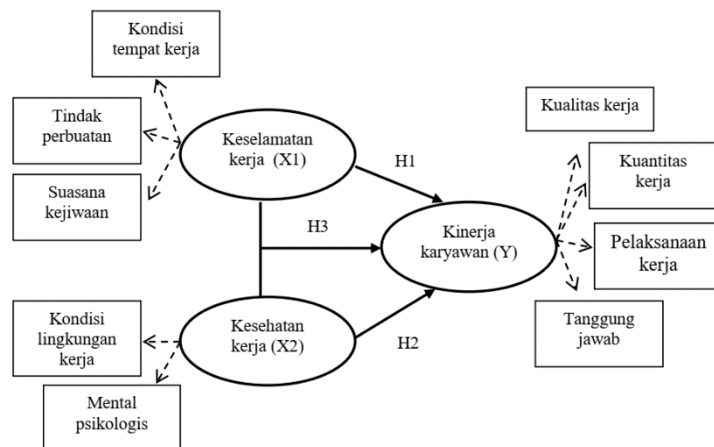 Kondisi
tempat kerja
Tindak
perbuatan
Suasana
kejiwaan
Keselamatan
kerja (X1)
H1
Kualitas kerja
Kuantitas
kerja
H3
Kinerja
karyawan (Y)
Pelaksanaan
kerja
Kondisi
lingkungan
kerja
Kesehatan
kerja (X2)
H2
Tanggung
jawab
Mental
psikologis